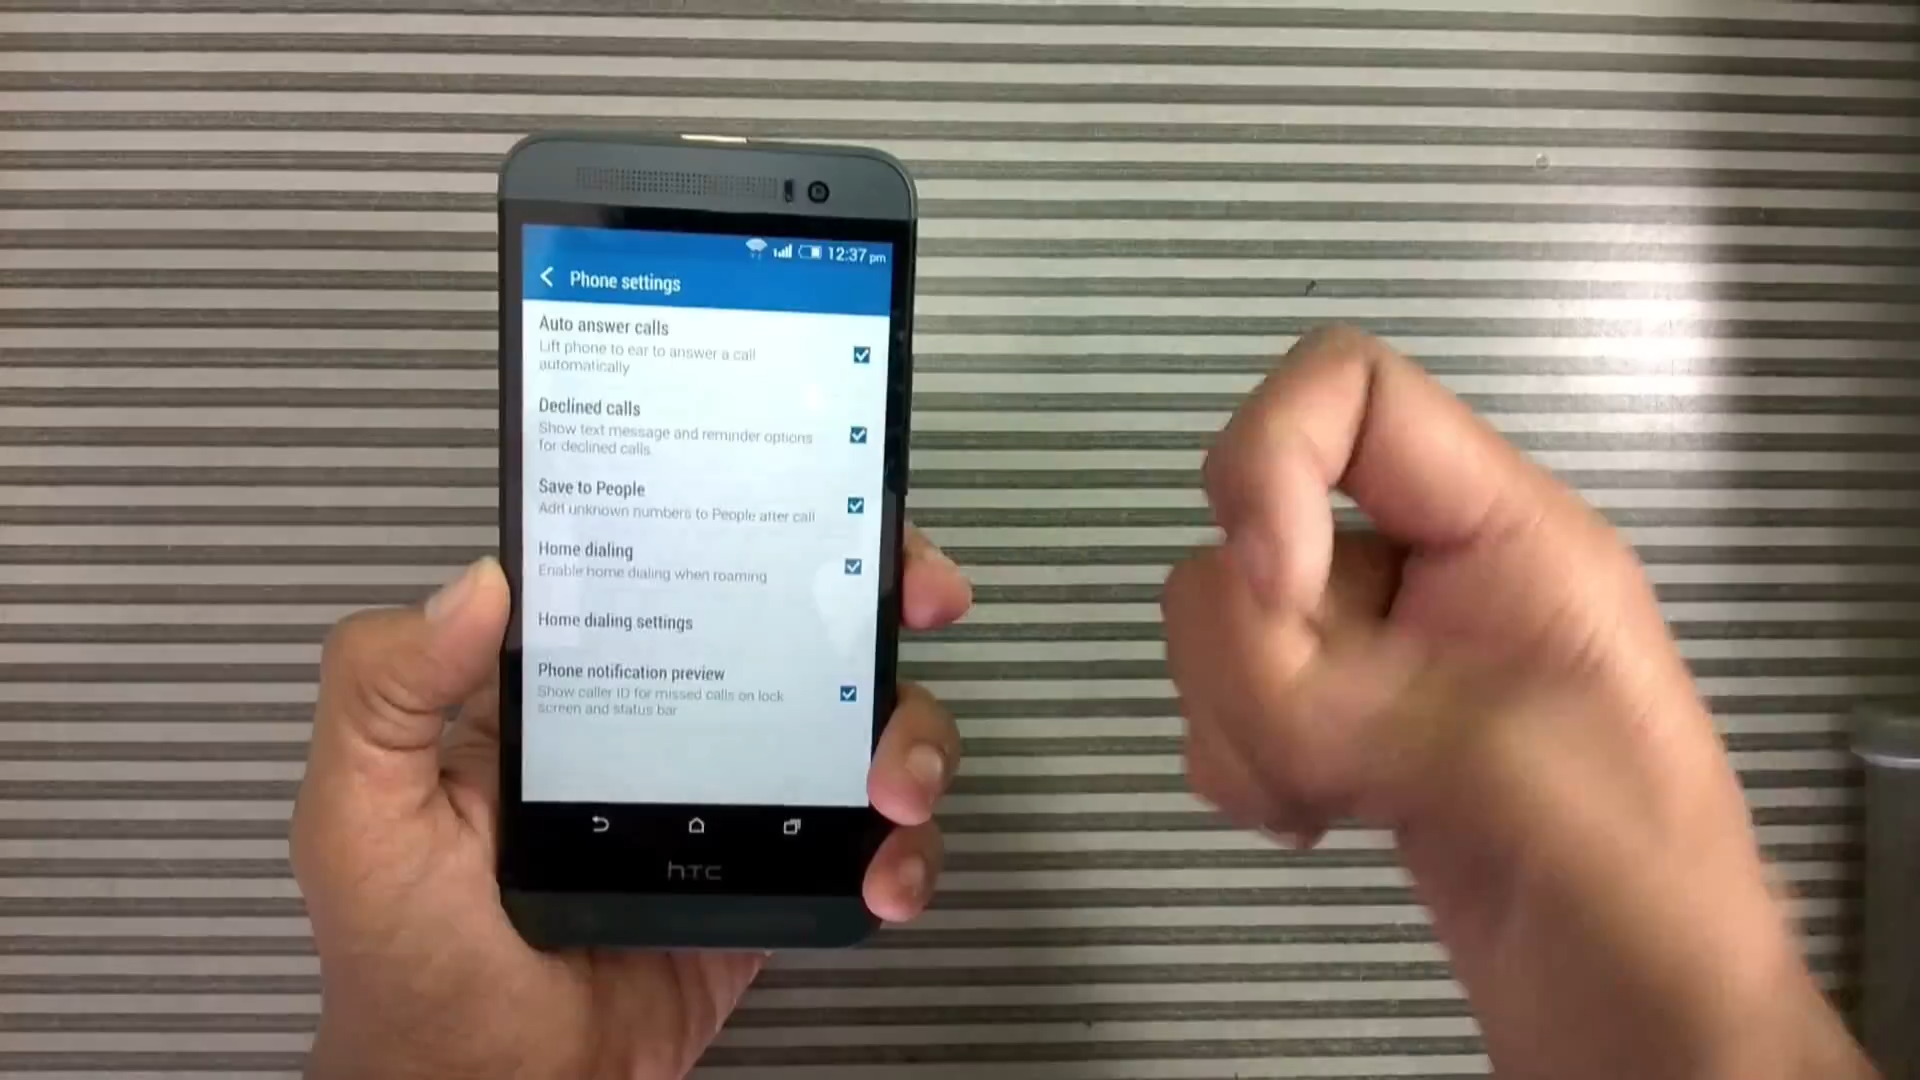 12:37 pm
Phone settings
Auto answer calls
Lift phone to ear to answer a call
automatically
Declined calls
Show text message and reminder options
for declined calls
Save to People
Add unknown numbers to People after call
Home dialing
Enable home dialing when roaming
Home dialing settings
Phone notification preview
Show caller ID for missed calls on lock
screen and status bar
hTC